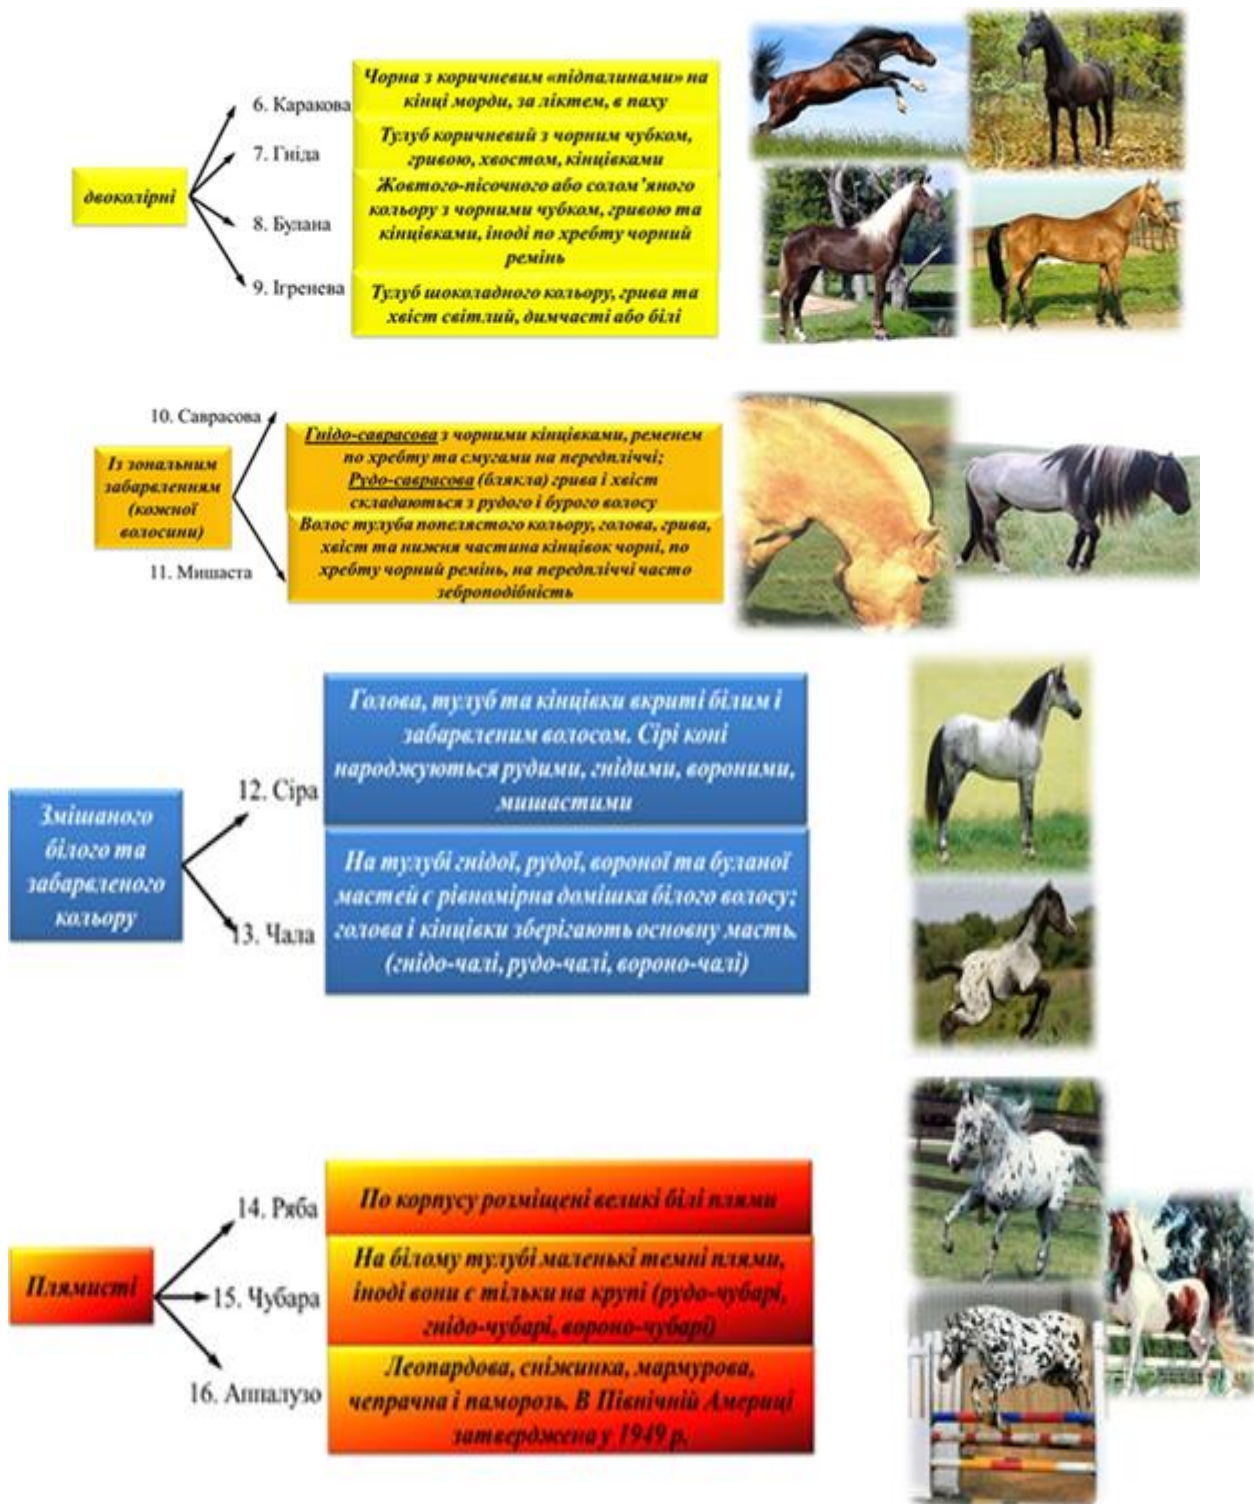 двоколірні
6. Каракова
Чорна з коричневим «підпалинами» на
кінці морди, за ліктем, в паху
7. Гніда
Тулуб коричневий з чорним чубком,
гривою, хвостом, кінцівками
8. Булана
Жовтого-пісочного або солом’яного
кольору з чорними чубком, гривою та
кінцівками, іноді по хребту чорний
ремінь
9. Ігренева
Тулуб шоколадного кольору, грива та
хвіст світлий, димчасті або білі
Із зональним
забарвленням
(кожної
волосини)
10. Саврасова
Гнідо-саврасова з чорними кінцівками, ременем
по хребту та смугами на передпліччі;
Рудо-саврасова (блякла) грива і хвіст
складаються з рудого і бурого волосу
11. Мишаста
Волос тулуба попелястого кольору, голова, грива,
хвіст та нижня частина кінцівок чорні, по
хребту чорний ремінь, на передпліччі часто
зеброподібність
Змішаного
білого та
забарвленого
кольору
12. Сіра
Голова, тулуб та кінцівки вкриті білим і
забарвленим волосом. Сірі коні
народжуються рудими, гнідими, вороними,
мишастими
13. Чала
На тулубі гнідої, рудої, вороної та буланої
мастей є рівномірна домішка білого волосу;
голова і кінцівки зберігають основну масть.
(гнідо-чалі, рудо-чалі, вороно-чалі)
Плямисті
14. Ряба
По корпусу розміщені великі білі плями
15. Чубара
На білому тулубі маленькі темні плями,
іноді вони є тільки на крупі (рудо-чубарі,
гнідо-чубарі, вороно-чубарі)
16. Аппалузо
Леопардова, сніжинка, мармурова,
чепрачна і паморозь. В Північній Америці
затверджена у 1949 р.